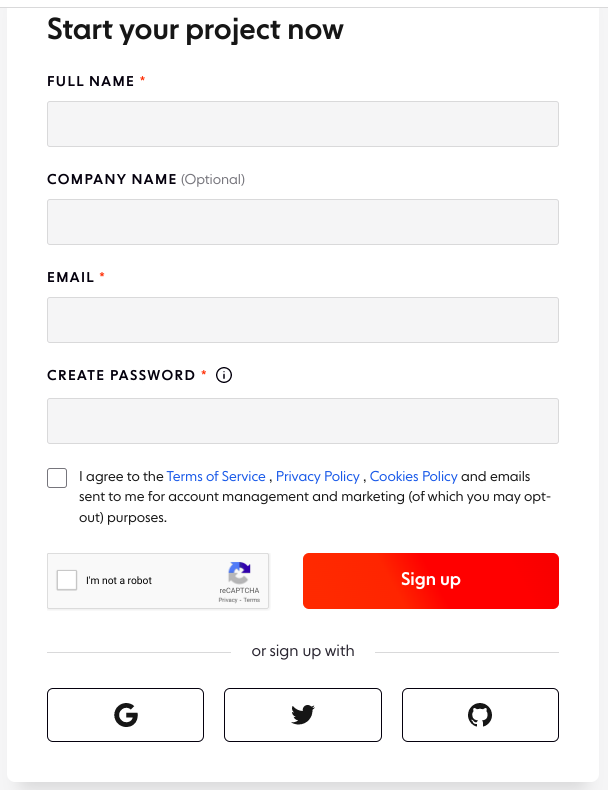 Start your project now
FULL NAME *
COMPANY NAME (Optional)
EMAIL *
CREATE PASSWORD *
I agree to the Terms of Service , Privacy Policy , Cookies Policy and emails
sent to me for account management and marketing (of which you may opt-
out) purposes.
I'm not a robot
reCAPTCHA
Privacy - Terms
Sign up
or sign up with